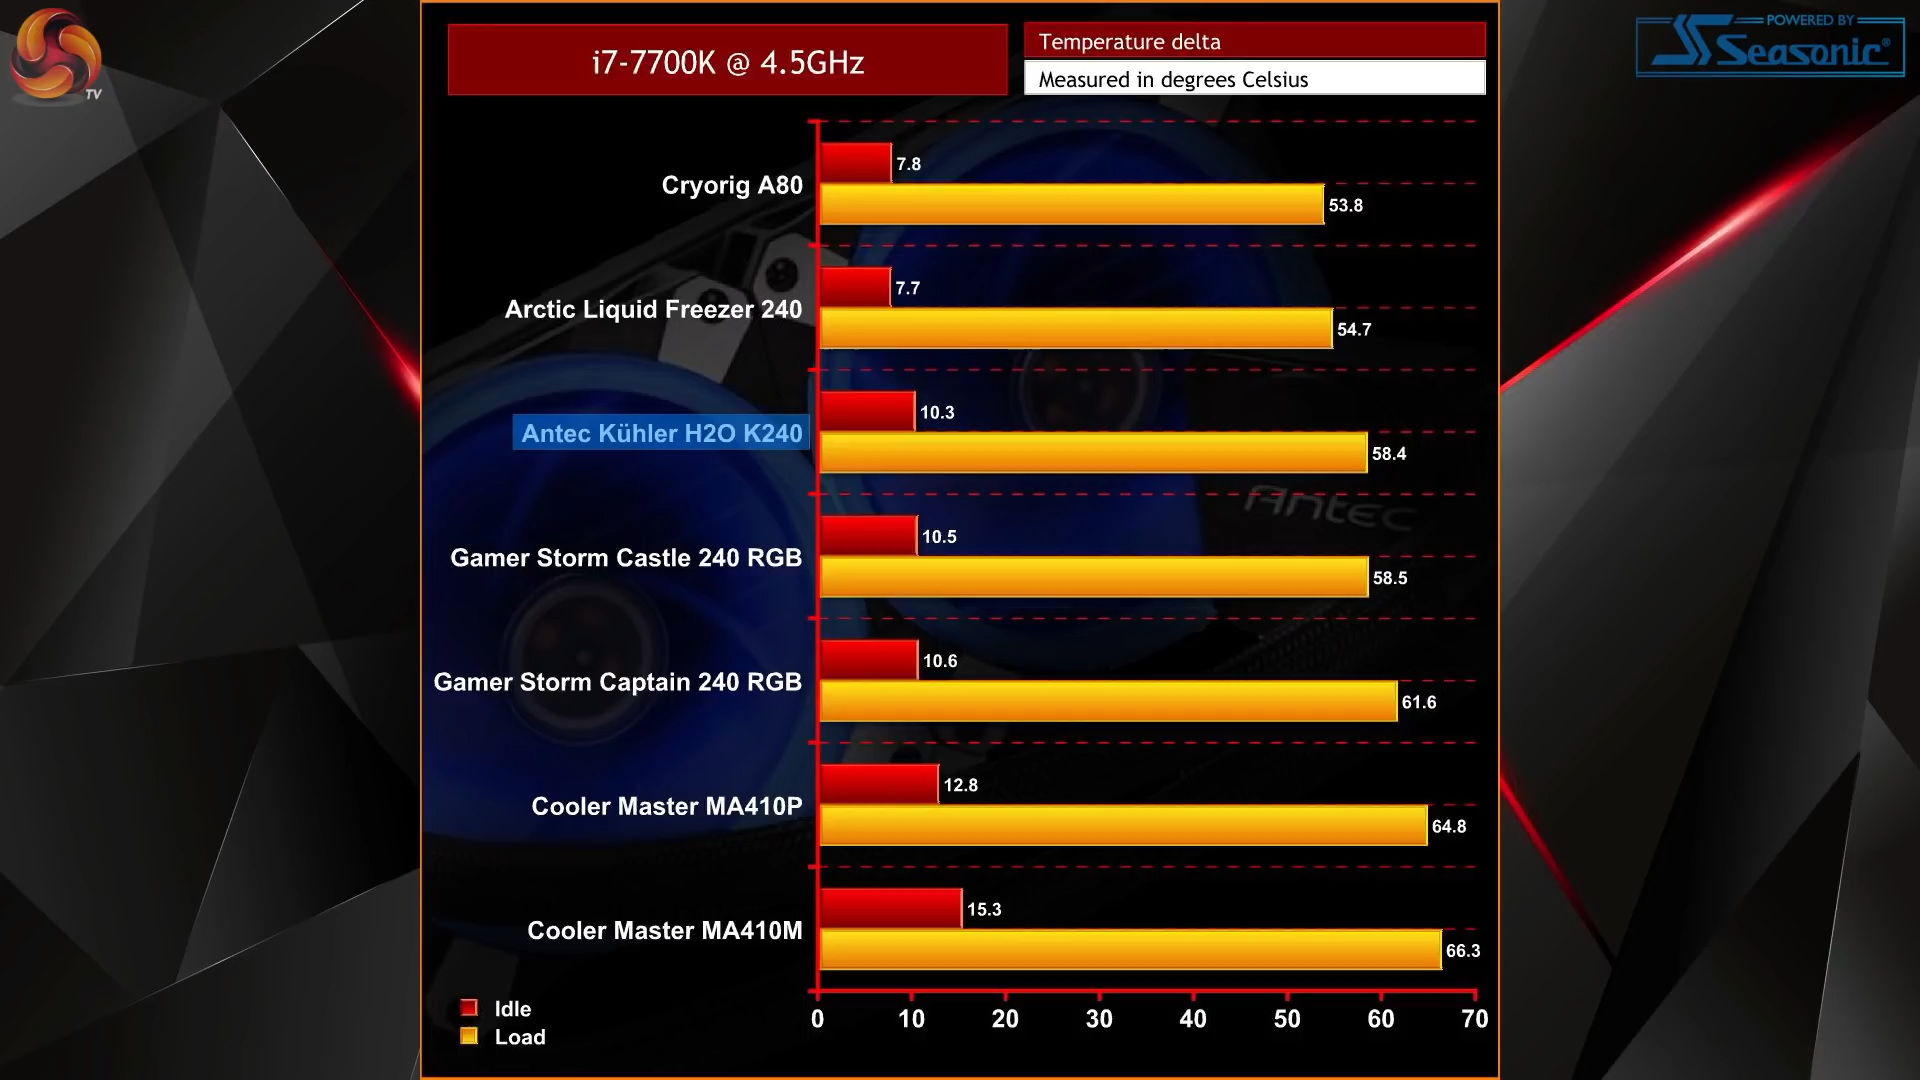 TV
i7-7700K @ 4.5GHz
Temperature delta
Measured in degrees Celsius
POWERED BY
Seasonic®
Cryorig A80
7.8
53.8
Arctic Liquid Freezer 240
7.7
54.7
Antec Kühler H2O K240
10.3
58.4
Antec
Gamer Storm Castle 240 RGB
10.5
58.5
Gamer Storm Captain 240 RGB
10.6
61.6
Cooler Master MA410P
12.8
64.8
Cooler Master MA410M
15.3
66.3
0 10 20 30 40 50 60 70
Idle
Load